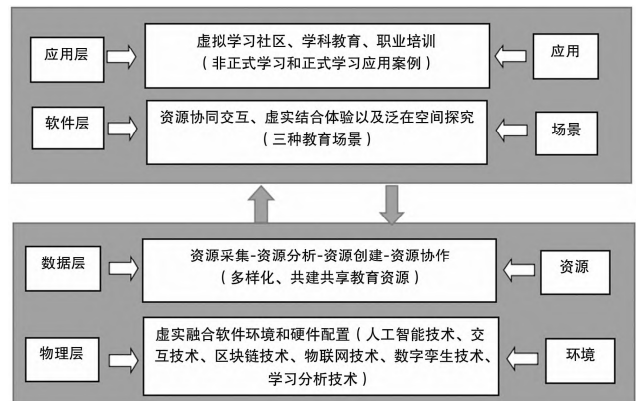 应用层
虚拟学习社区、学科教育、职业培训
（非正式学习和正式学习应用案例）
应用
软件层
资源协同交互、虚实结合体验以及泛在空间探究
（三种教育场景）
场景
数据层
资源采集-资源分析-资源创建-资源协作
（多样化、共建共享教育资源）
资源
物理层
虚实融合软件环境和硬件配置（人工智能技术、交
互技术、区块链技术、物联网技术、数字孪生技术、
学习分析技术）
环境